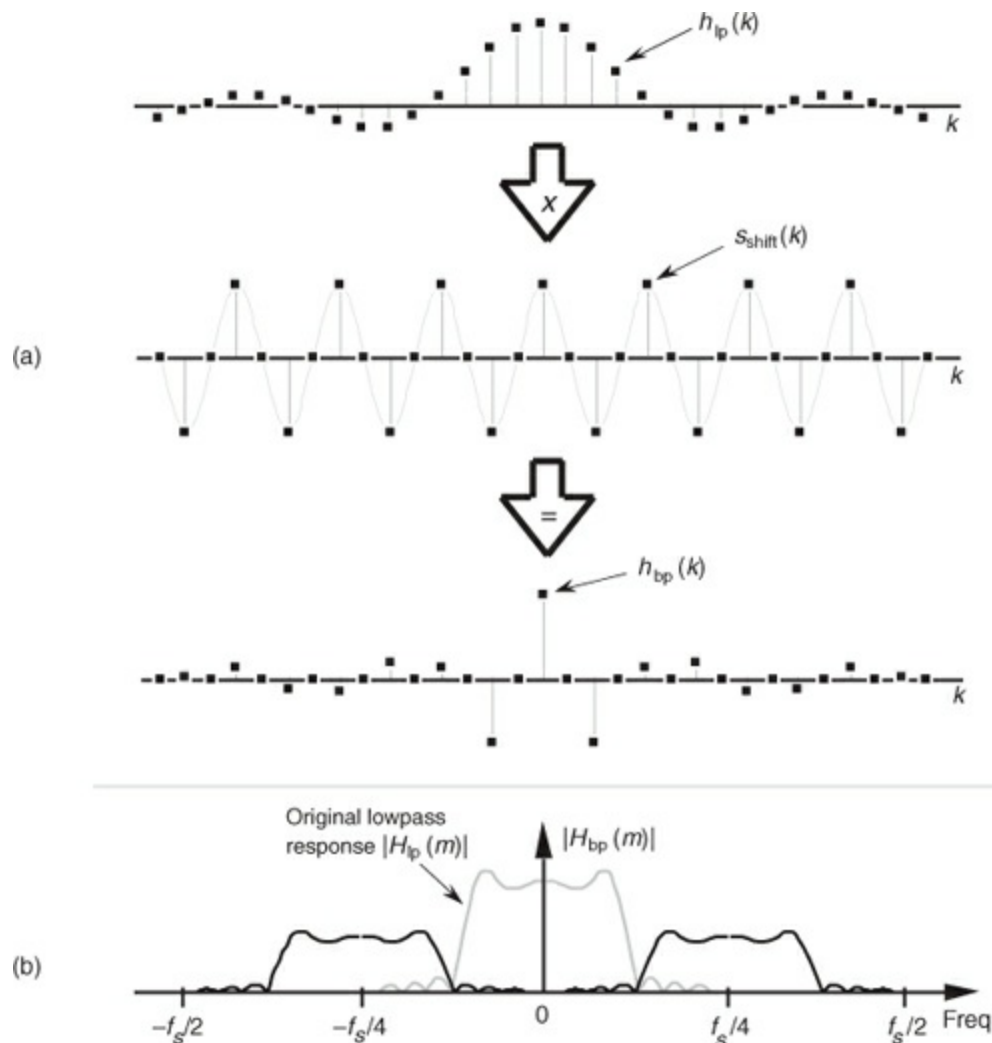 h_lp(k)
k
x
s_shift(k)
(a)
k
=
h_bp(k)
k
Original lowpass
response |H_lp(m)|
|H_bp(m)|
(b)
−f_s/2
−f_s/4
0
f_s/4
f_s/2
Freq